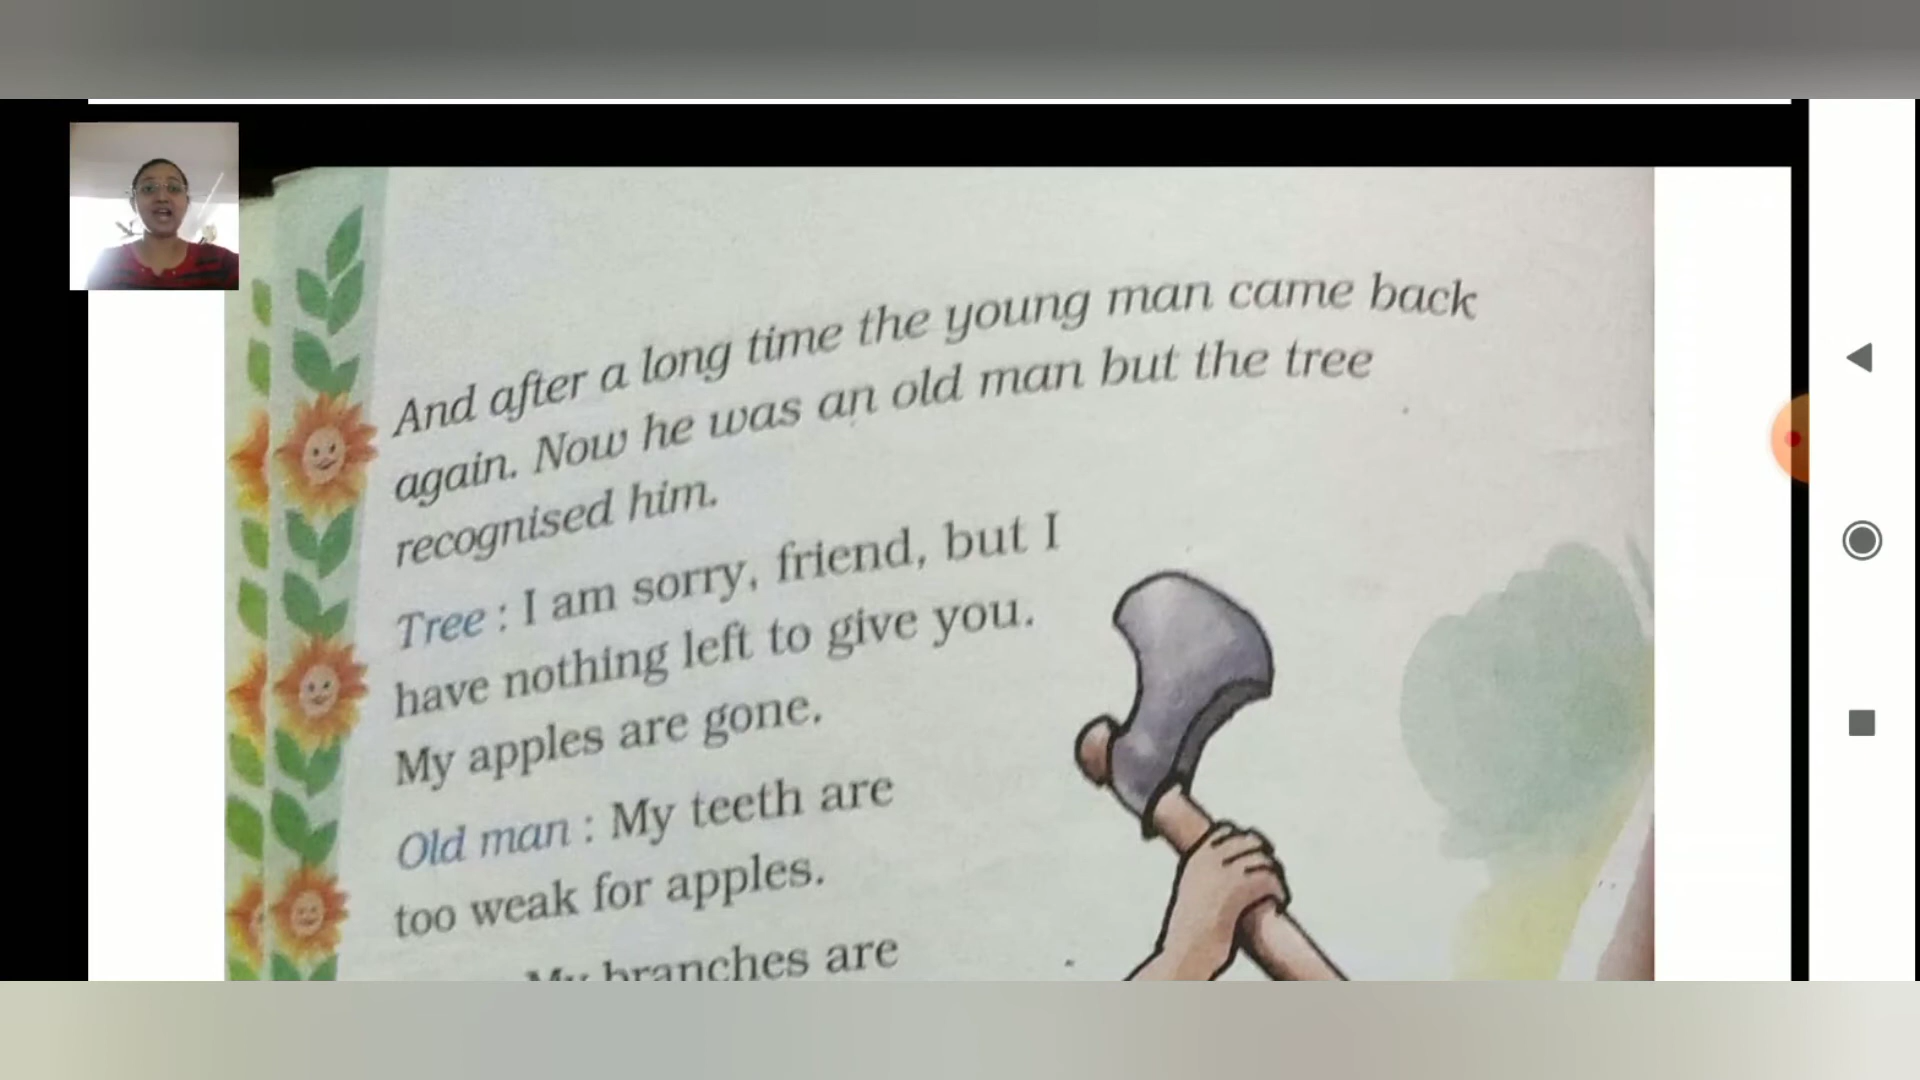 And after a long time the young man came back
again. Now he was an old man but the tree
recognised him.
Tree : I am sorry, friend, but I
have nothing left to give you.
My apples are gone.
Old man : My teeth are
too weak for apples.
My branches are